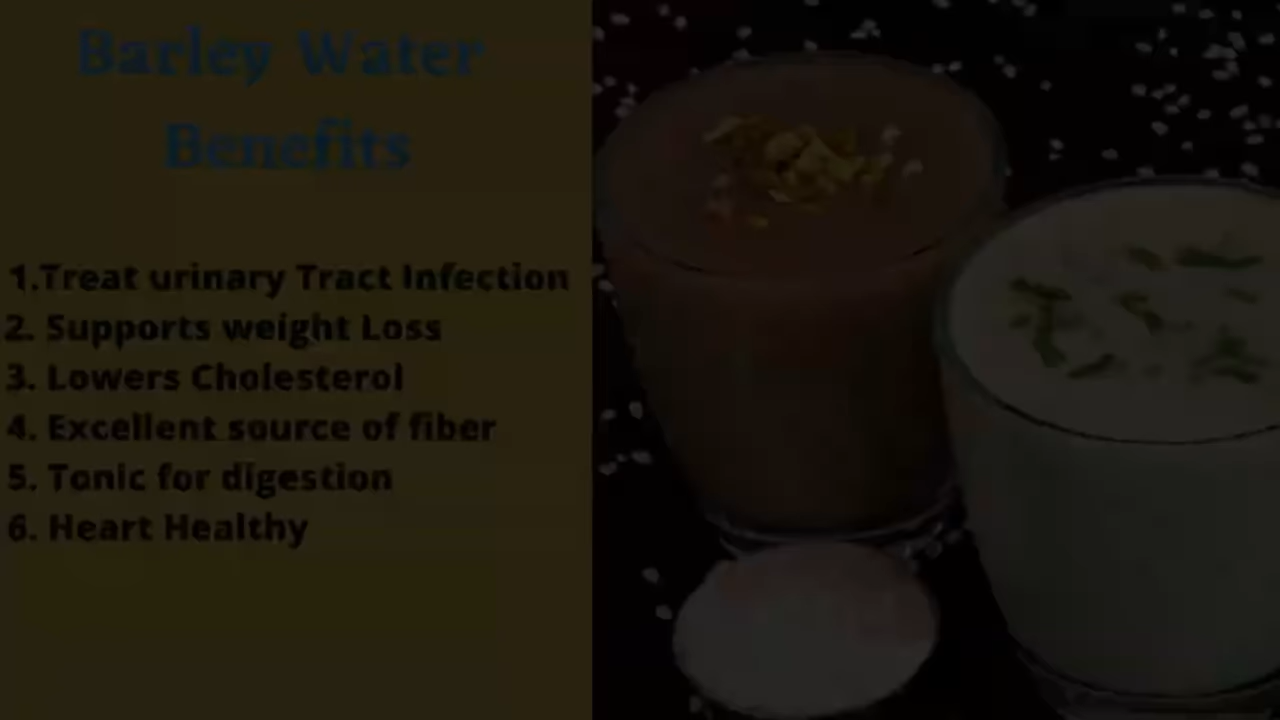 Barley Water
Benefits
1.Treat urinary Tract Infection
2. Supports weight Loss
3. Lowers Cholesterol
4. Excellent source of fiber
5. Tonic for digestion
6. Heart Healthy